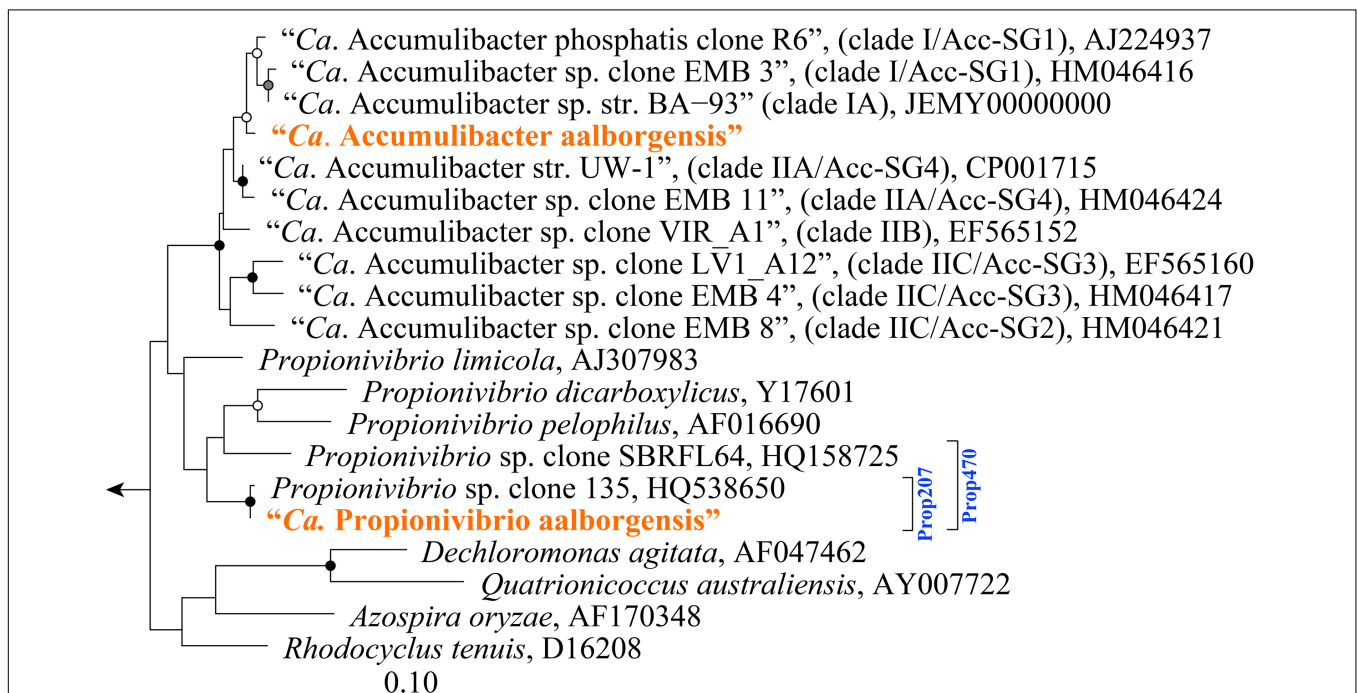 “Ca. Accumulibacter phosphatis clone R6”, (clade I/Acc-SG1), AJ224937
“Ca. Accumulibacter sp. clone EMB 3”, (clade I/Acc-SG1), HM046416
“Ca. Accumulibacter sp. str. BA−93” (clade IA), JEMY00000000
“Ca. Accumulibacter aalborgensis”
“Ca. Accumulibacter str. UW-1”, (clade IIA/Acc-SG4), CP001715
“Ca. Accumulibacter sp. clone EMB 11”, (clade IIA/Acc-SG4), HM046424
“Ca. Accumulibacter sp. clone VIR_A1”, (clade IIB), EF565152
“Ca. Accumulibacter sp. clone LV1_A12”, (clade IIC/Acc-SG3), EF565160
“Ca. Accumulibacter sp. clone EMB 4”, (clade IIC/Acc-SG3), HM046417
“Ca. Accumulibacter sp. clone EMB 8”, (clade IIC/Acc-SG2), HM046421
Propionivibrio limicola, AJ307983
Propionivibrio dicarboxylicus, Y17601
Propionivibrio pelophilus, AF016690
Propionivibrio sp. clone SBRFL64, HQ158725
Propionivibrio sp. clone 135, HQ538650
“Ca. Propionivibrio aalborgensis”
Prop207
Prop470
Dechloromonas agitata, AF047462
Quatrionicoccus australiensis, AY007722
Azospira oryzae, AF170348
Rhodocyclus tenuis, D16208
0.10